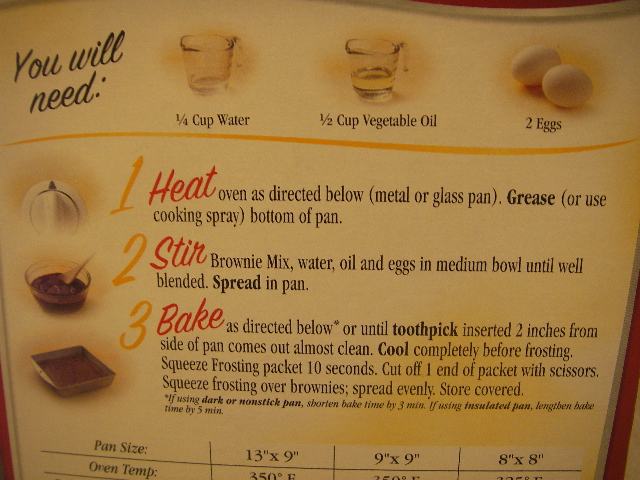 You will
need:
¼ Cup Water
½ Cup Vegetable Oil
2 Eggs
1 Heat oven as directed below (metal or glass pan). Grease (or use
cooking spray) bottom of pan.
2 Stir Brownie Mix, water, oil and eggs in medium bowl until well
blended. Spread in pan.
3 Bake as directed below* or until toothpick inserted 2 inches from
side of pan comes out almost clean. Cool completely before frosting.
Squeeze Frosting packet 10 seconds. Cut off 1 end of packet with scissors.
Squeeze frosting over brownies; spread evenly. Store covered.
*If using dark or nonstick pan, shorten bake time by 3 min. If using insulated pan, lengthen bake
time by 5 min.
Pan Size: 13"x 9" 9"x 9" 8"x 8"
Oven Temp: 350° F 350° F 325° F